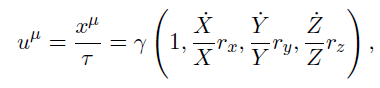 u^μ = x^μ/τ = γ (1, Ẋ/X r_x, Ẏ/Y r_y, Ż/Z r_z),